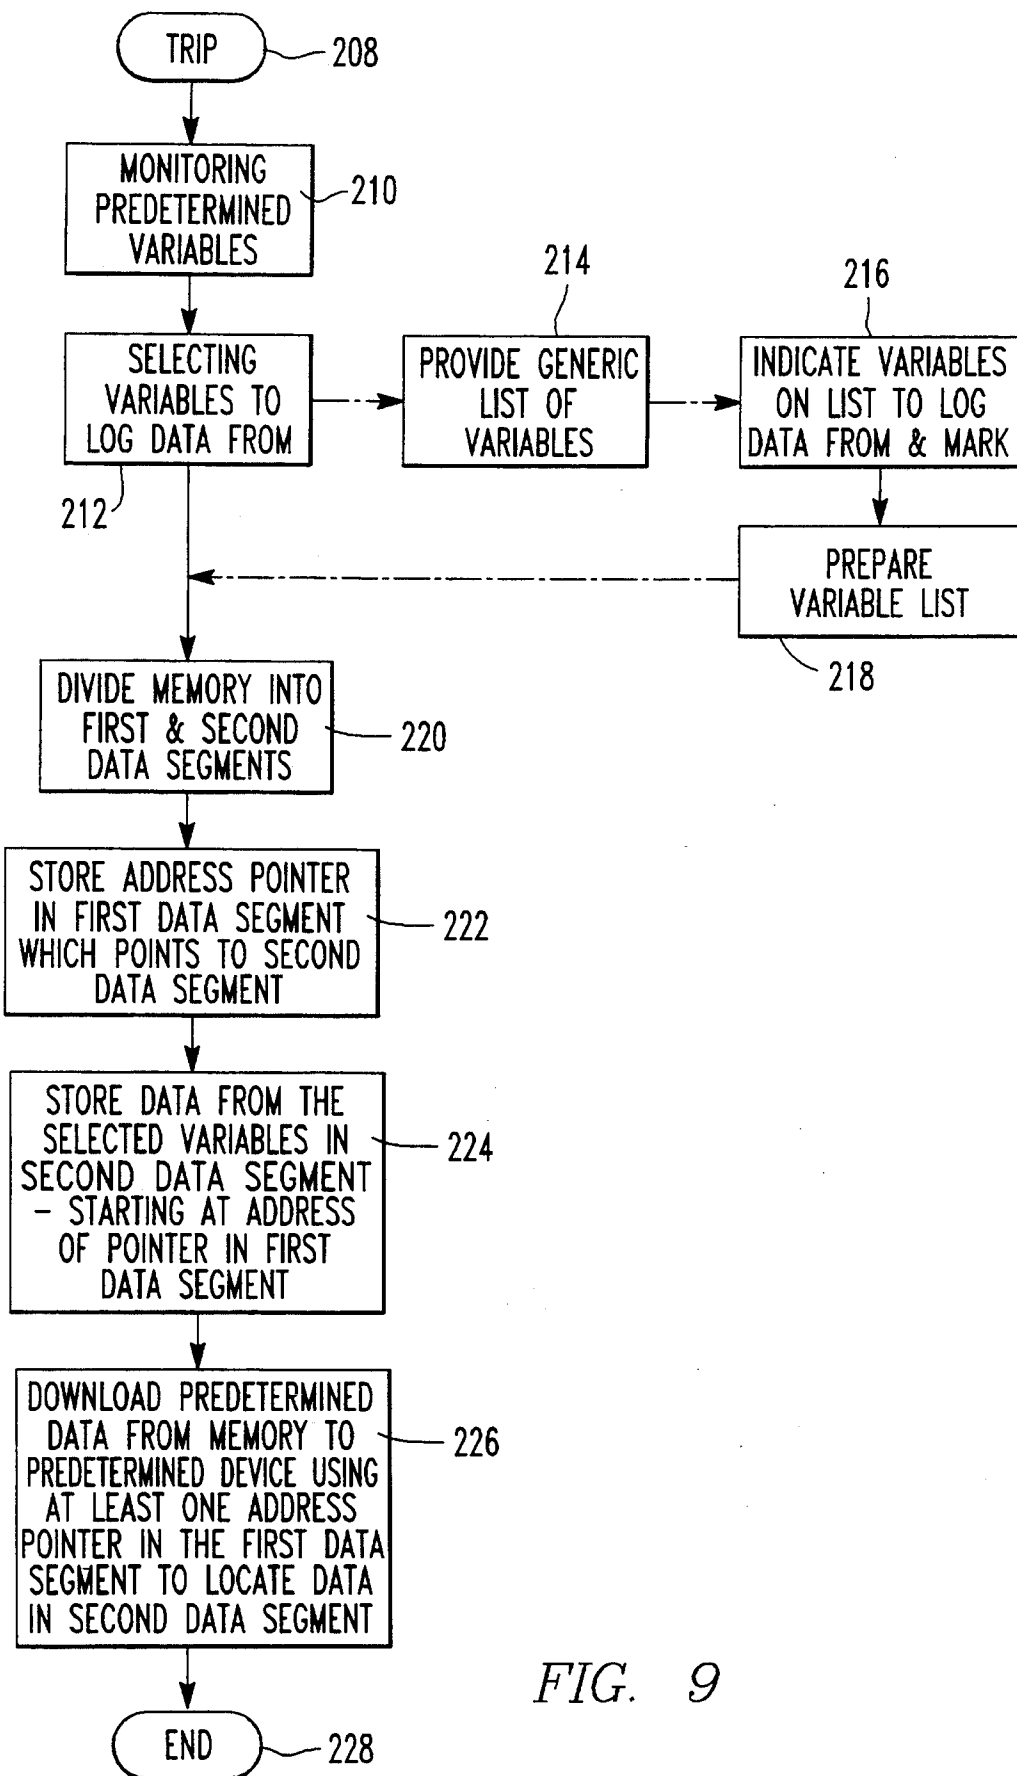 TRIP
208
MONITORING
PREDETERMINED
VARIABLES
210
SELECTING
VARIABLES TO
LOG DATA FROM
212
214
PROVIDE GENERIC
LIST OF
VARIABLES
216
INDICATE VARIABLES
ON LIST TO LOG
DATA FROM & MARK
PREPARE
VARIABLE LIST
218
DIVIDE MEMORY INTO
FIRST & SECOND
DATA SEGMENTS
220
STORE ADDRESS POINTER
IN FIRST DATA SEGMENT
WHICH POINTS TO SECOND
DATA SEGMENT
222
STORE DATA FROM THE
SELECTED VARIABLES IN
SECOND DATA SEGMENT
- STARTING AT ADDRESS
OF POINTER IN FIRST
DATA SEGMENT
224
DOWNLOAD PREDETERMINED
DATA FROM MEMORY TO
PREDETERMINED DEVICE USING
AT LEAST ONE ADDRESS
POINTER IN THE FIRST DATA
SEGMENT TO LOCATE DATA
IN SECOND DATA SEGMENT
226
END
228
FIG. 9